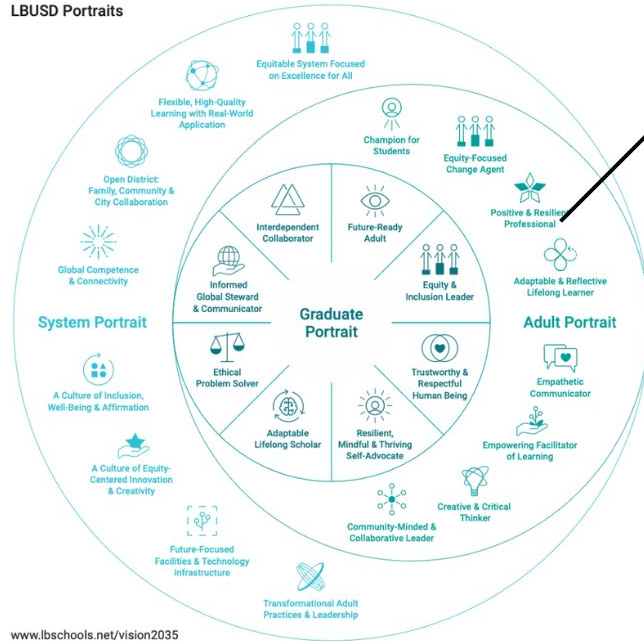 LBUSD Portraits
Equitable System Focused
on Excellence for All
Flexible, High-Quality
Learning with Real-World
Application
Open District:
Family, Community &
City Collaboration
Global Competence
& Connectivity
System Portrait
A Culture of Inclusion,
Well-Being & Affirmation
A Culture of Equity-
Centered Innovation
& Creativity
Future-Focused
Facilities & Technology
Infrastructure
Transformational Adult
Practices & Leadership
Champion for
Students
Equity-Focused
Change Agent
Positive & Resilient
Professional
Adaptable & Reflective
Lifelong Learner
Adult Portrait
Empathetic
Communicator
Empowering Facilitator
of Learning
Creative & Critical
Thinker
Community-Minded &
Collaborative Leader
Interdependent
Collaborator
Future-Ready
Adult
Informed
Global Steward
& Communicator
Equity &
Inclusion Leader
Graduate
Portrait
Ethical
Problem Solver
Trustworthy &
Respectful
Human Being
Adaptable
Lifelong Scholar
Resilient,
Mindful & Thriving
Self-Advocate
www.lbschools.net/vision2035